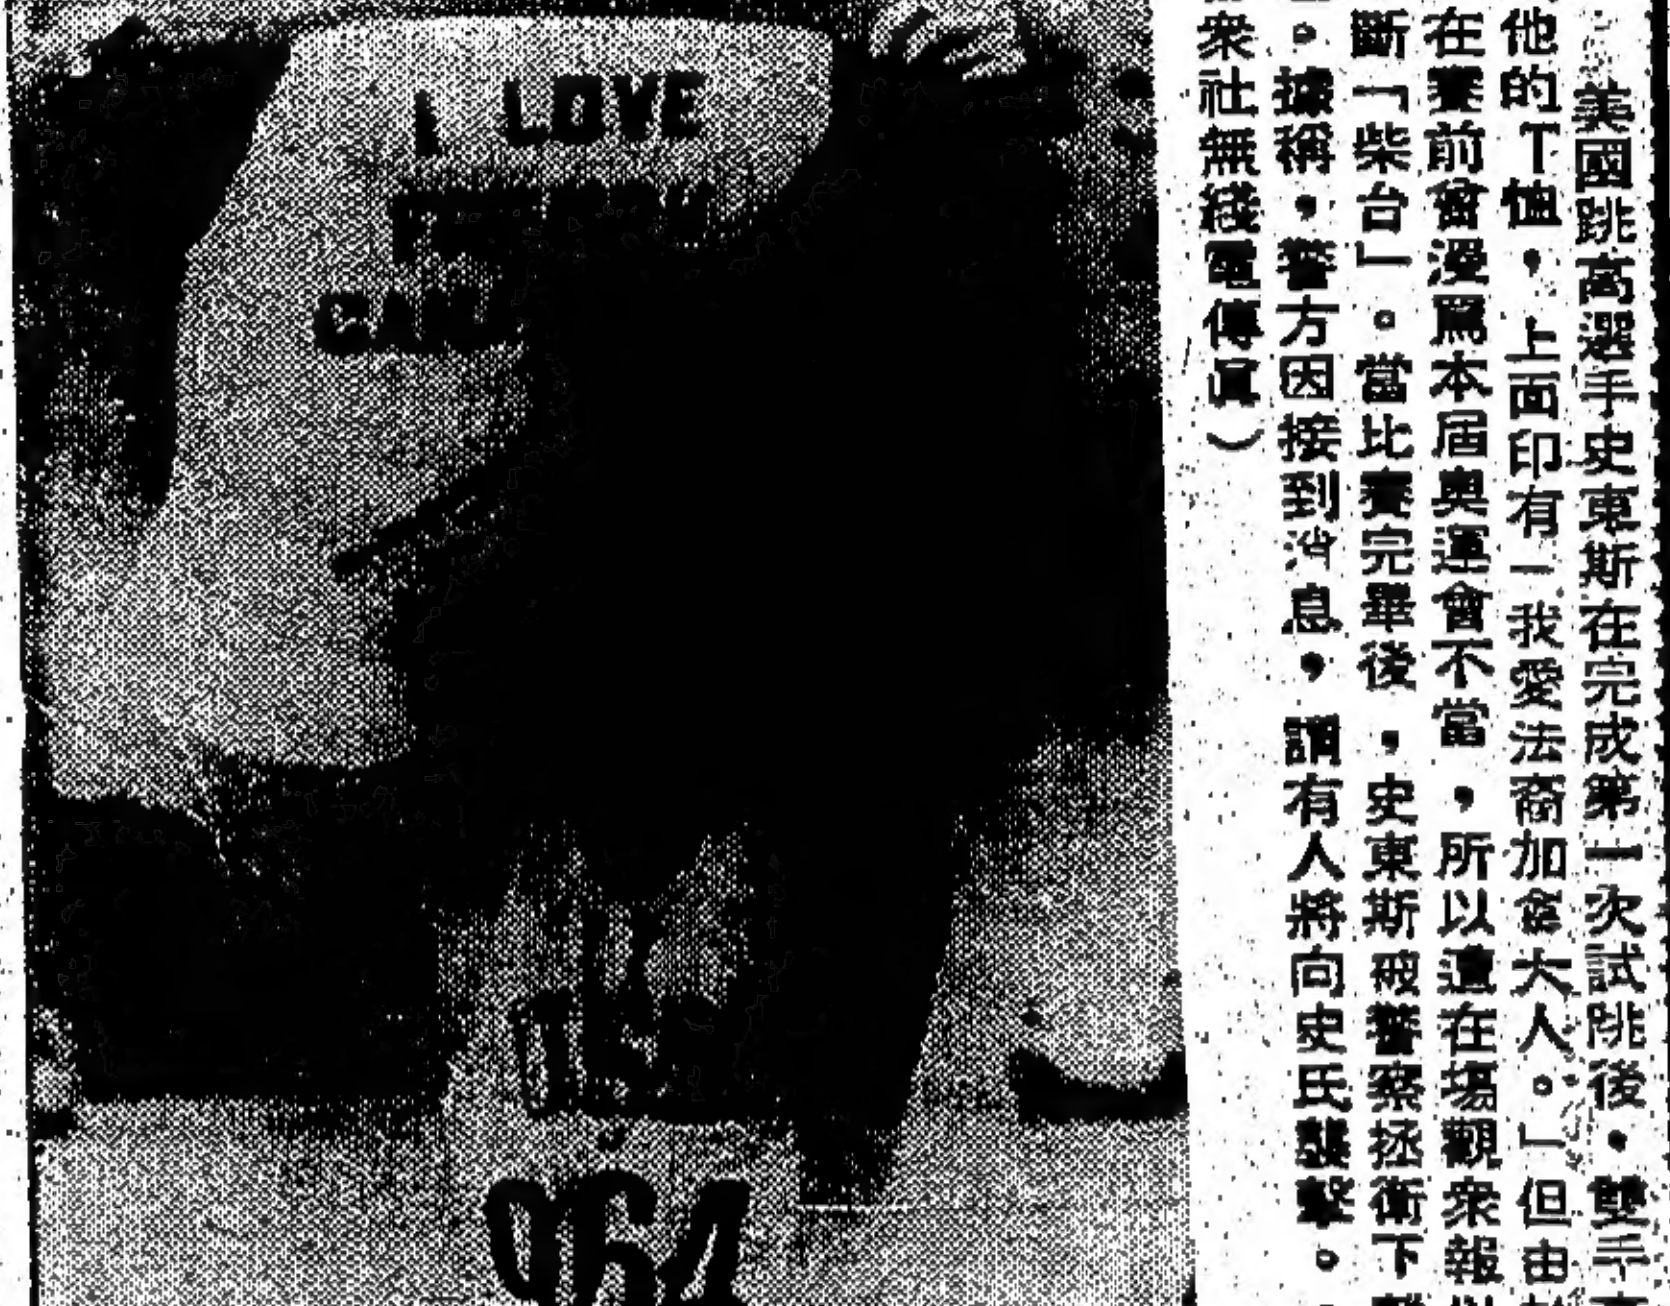 I LOVE
FRENCH
美國跳高選手史東斯在完成第一次試跳後，雙手
他的T恤，上面印有「我愛法裔加拿大人。」但由
在賽前曾漫罵本屆奧運會不當，所以遭在場觀衆報以
斷「柴台」。當比賽完畢後，史東斯被警察拯衛下
。據稱，警方因接到消息，謂有人將向史氏襲擊。
衆社無綫電傳眞）
964